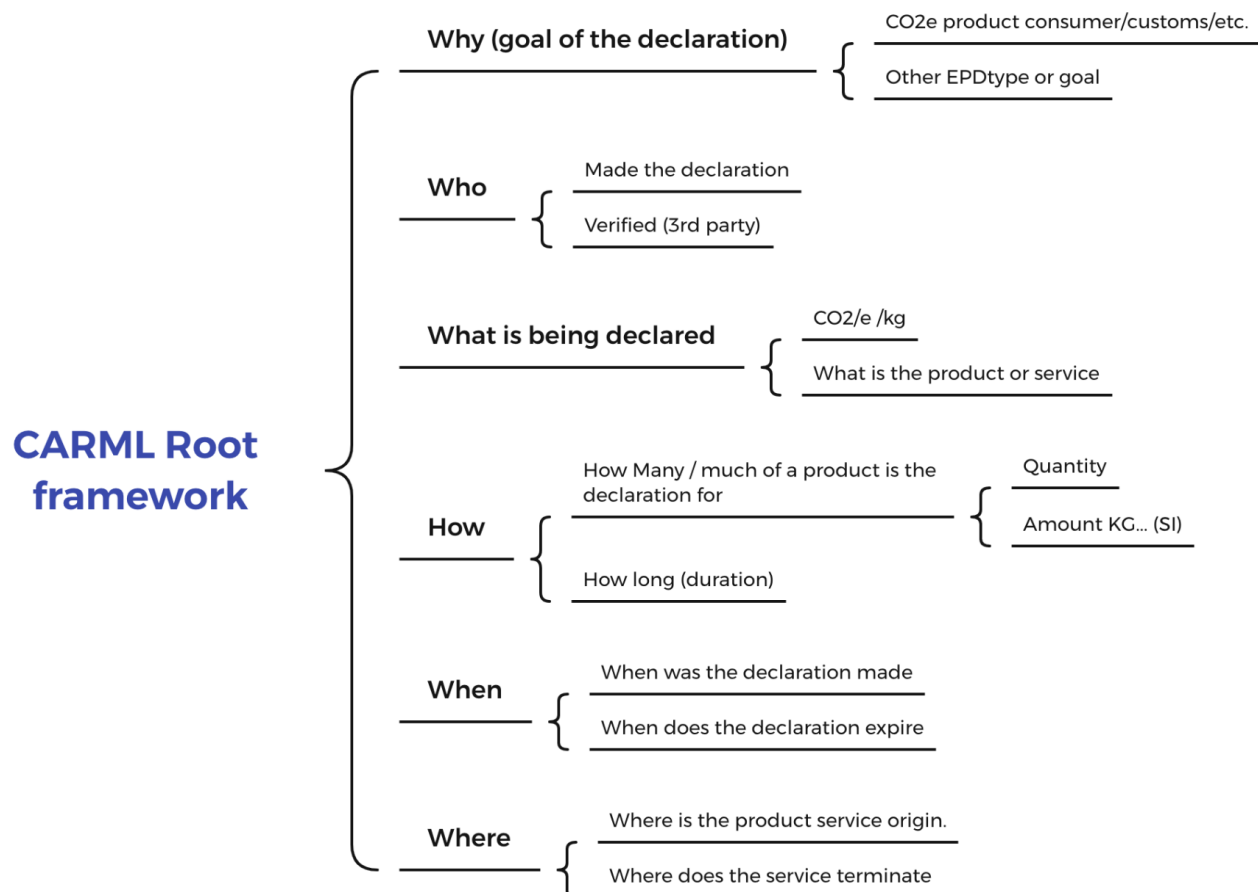 CARML Root
framework
Why (goal of the declaration)
CO2e product consumer/customs/etc.
Other EPDtype or goal
Who
Made the declaration
Verified (3rd party)
What is being declared
CO2/e /kg
What is the product or service
How
How Many / much of a product is the
declaration for
Quantity
Amount KG... (SI)
How long (duration)
When
When was the declaration made
When does the declaration expire
Where
Where is the product service origin.
Where does the service terminate